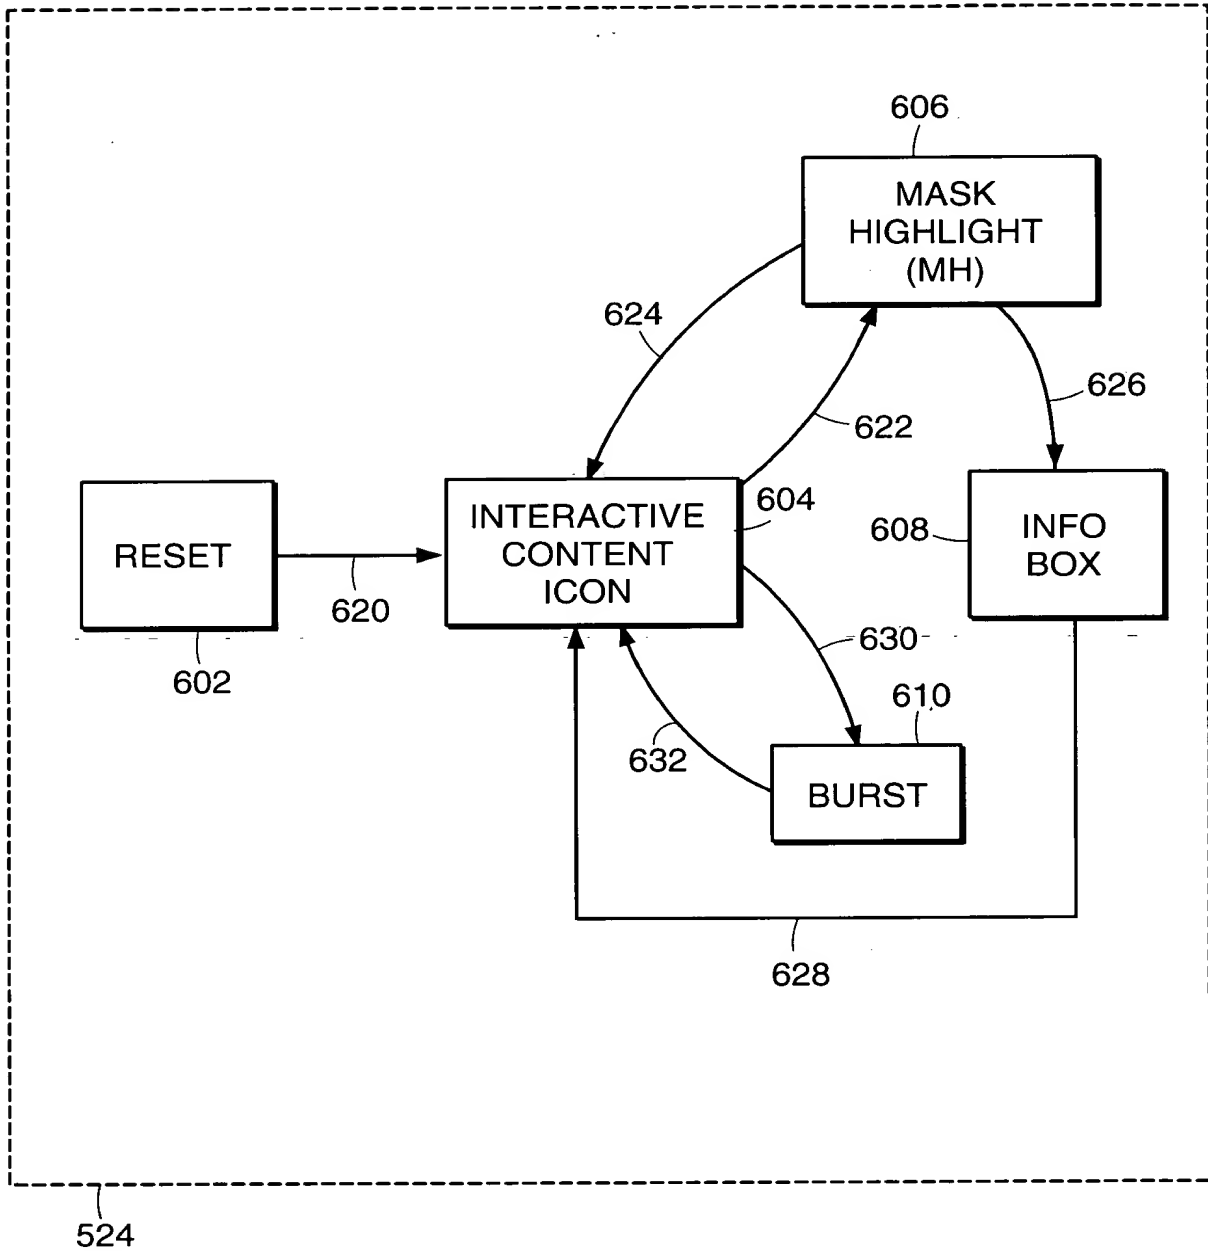 606
MASK
HIGHLIGHT
(MH)
624
626
622
RESET
620
602
INTERACTIVE
CONTENT
ICON
604
608
INFO
BOX
630
610
632
BURST
628
524